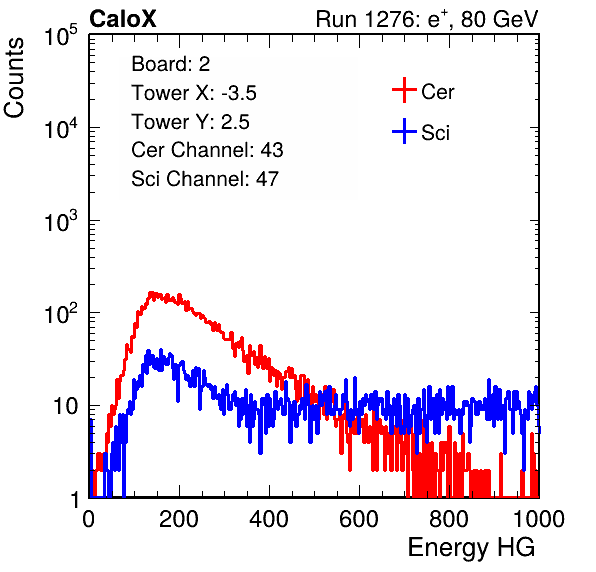 CaloX Run 1276: e⁺, 80 GeV
Counts
Board: 2
Tower X: -3.5
Tower Y: 2.5
Cer Channel: 43
Sci Channel: 47
Cer
Sci
10⁵
10⁴
10³
10²
10
1
0 200 400 600 800 1000
Energy HG